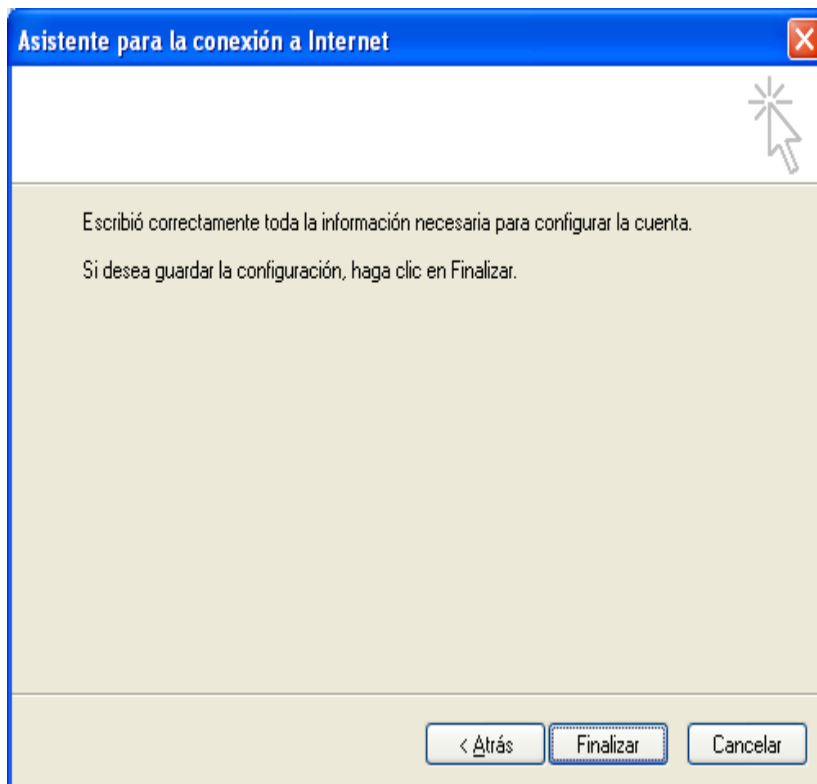 Asistente para la conexión a Internet
Escribió correctamente toda la información necesaria para configurar la cuenta.
Si desea guardar la configuración, haga clic en Finalizar.
< Atrás
Finalizar
Cancelar